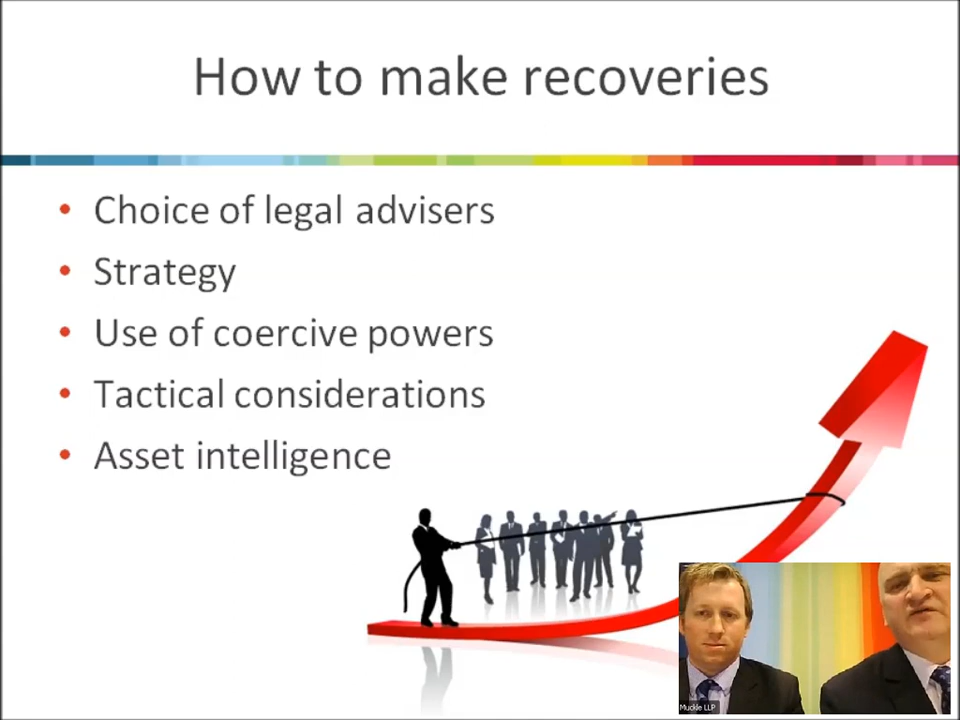 How to make recoveries
• Choice of legal advisers
• Strategy
• Use of coercive powers
• Tactical considerations
• Asset intelligence
Muckle LLP